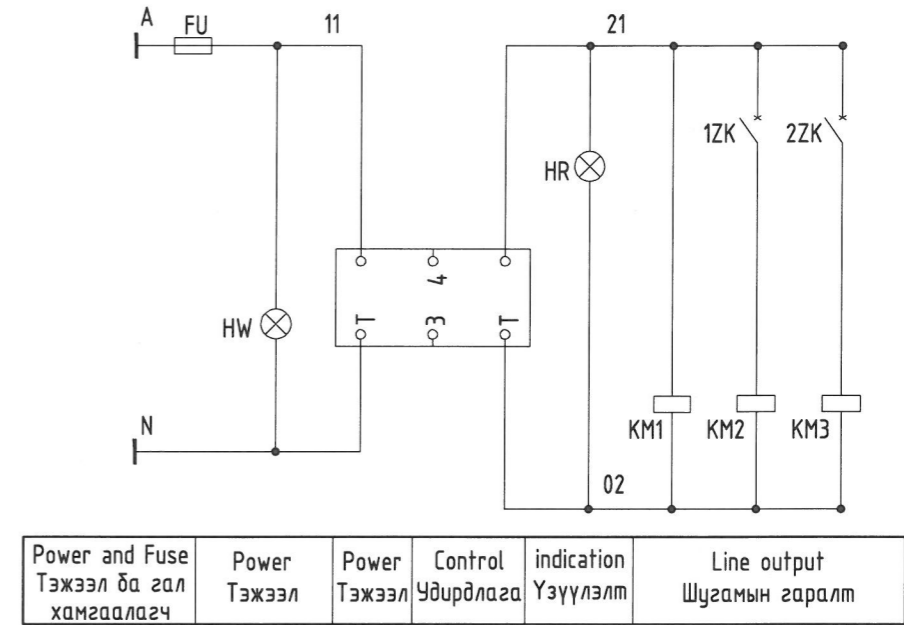 A
FU
11
21
1ZK
2ZK
HR
4
T
3
T
HW
KM1
KM2
KM3
N
02
Power and Fuse
Тэжээл ба гал
хамгаалагч
Power
Тэжээл
Power
Тэжээл
Control
Удирдлага
indication
Үзүүлэлт
Line output
Шугамын гаралт